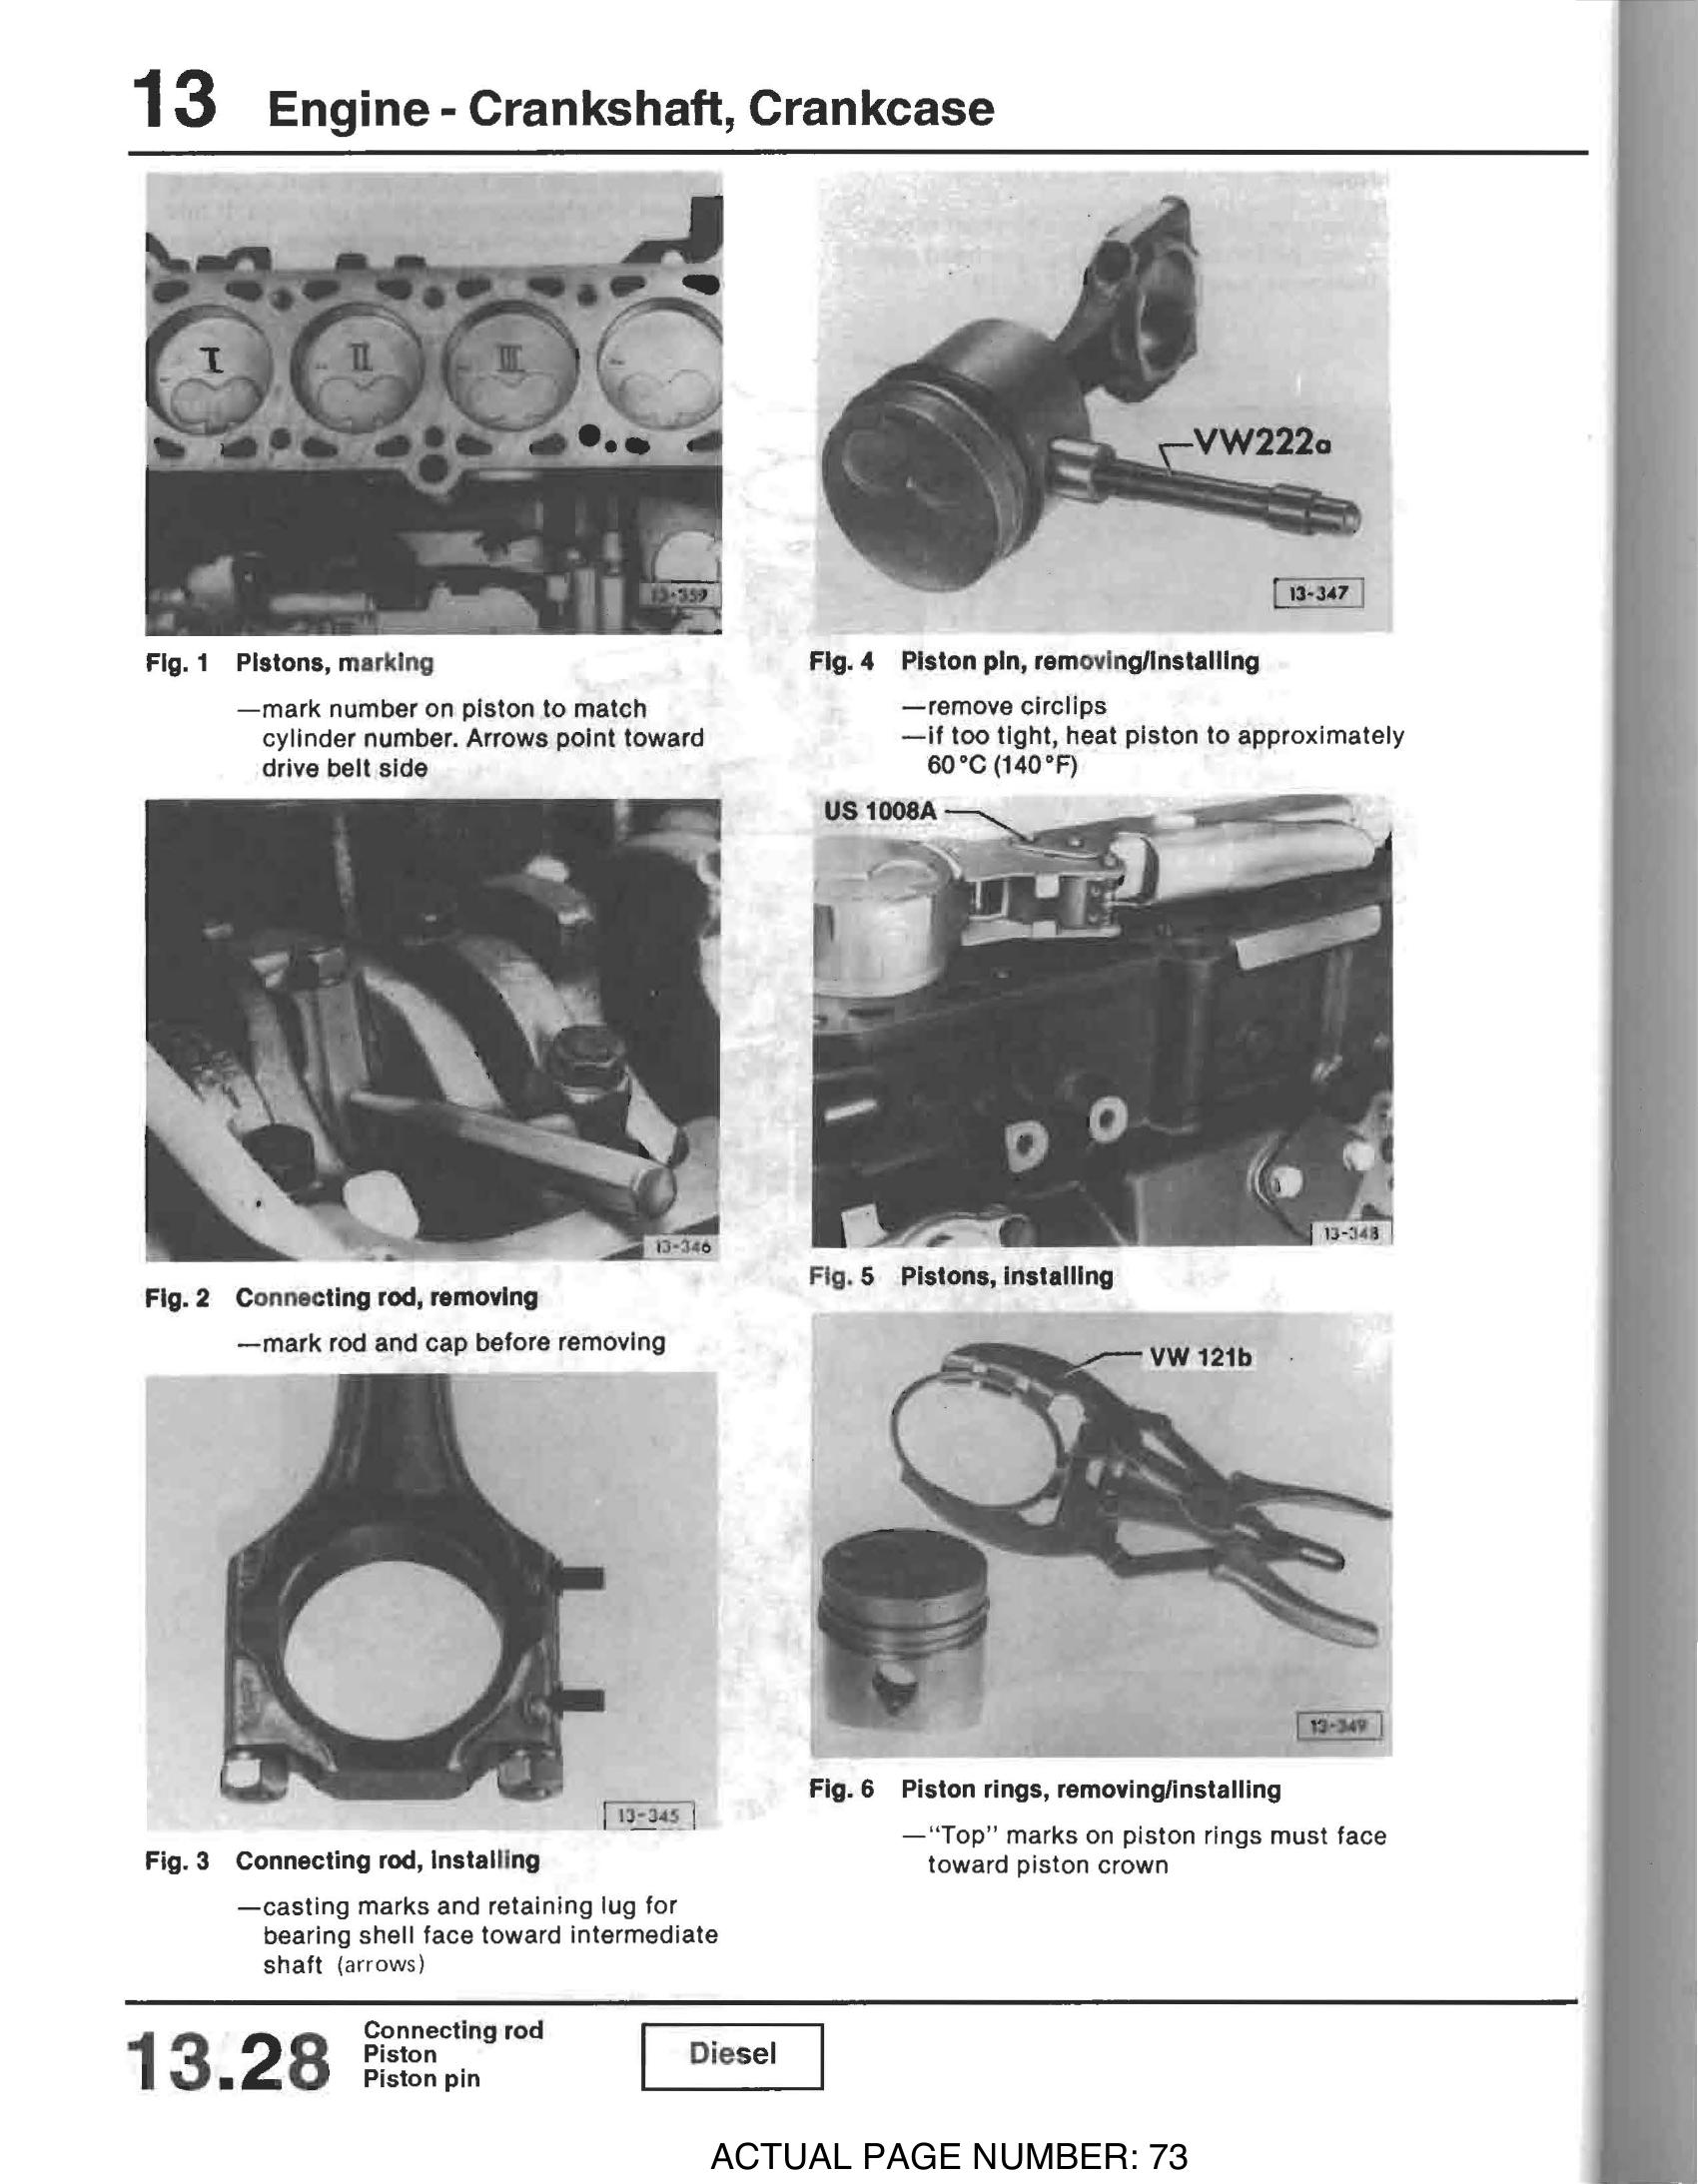 13 Engine - Crankshaft, Crankcase
I II III
13-359
Fig. 1 Pistons, marking
—mark number on piston to match
cylinder number. Arrows point toward
drive belt side
13-346
Fig. 2 Connecting rod, removing
—mark rod and cap before removing
13-345
Fig. 3 Connecting rod, installing
—casting marks and retaining lug for
bearing shell face toward intermediate
shaft (arrows)
VW222a
13-347
Fig. 4 Piston pin, removing/installing
—remove circlips
—if too tight, heat piston to approximately
60°C (140°F)
US 1008A
13-348
Fig. 5 Pistons, installing
VW 121b
13-349
Fig. 6 Piston rings, removing/installing
—“Top” marks on piston rings must face
toward piston crown
13.28
Connecting rod
Piston
Piston pin
Diesel
ACTUAL PAGE NUMBER: 73